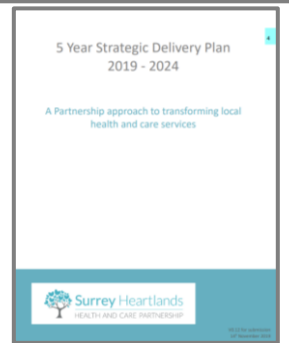 5 Year Strategic Delivery Plan
2019 - 2024
A Partnership approach to transforming local
health and care services
Surrey Heartlands
HEALTH AND CARE PARTNERSHIP